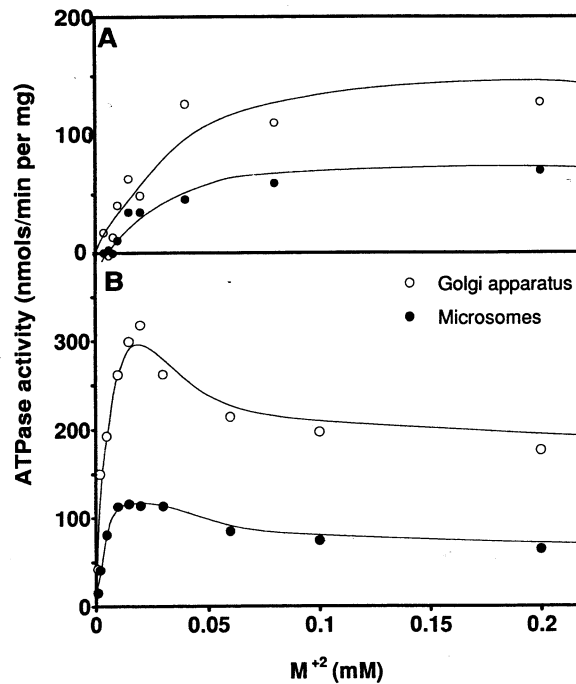 200
A
100
0
B
Golgi apparatus
Microsomes
300
200
100
0
0 0.05 0.1 0.15 0.2
M+2 (mM)
ATPase activity (nmols/min per mg)